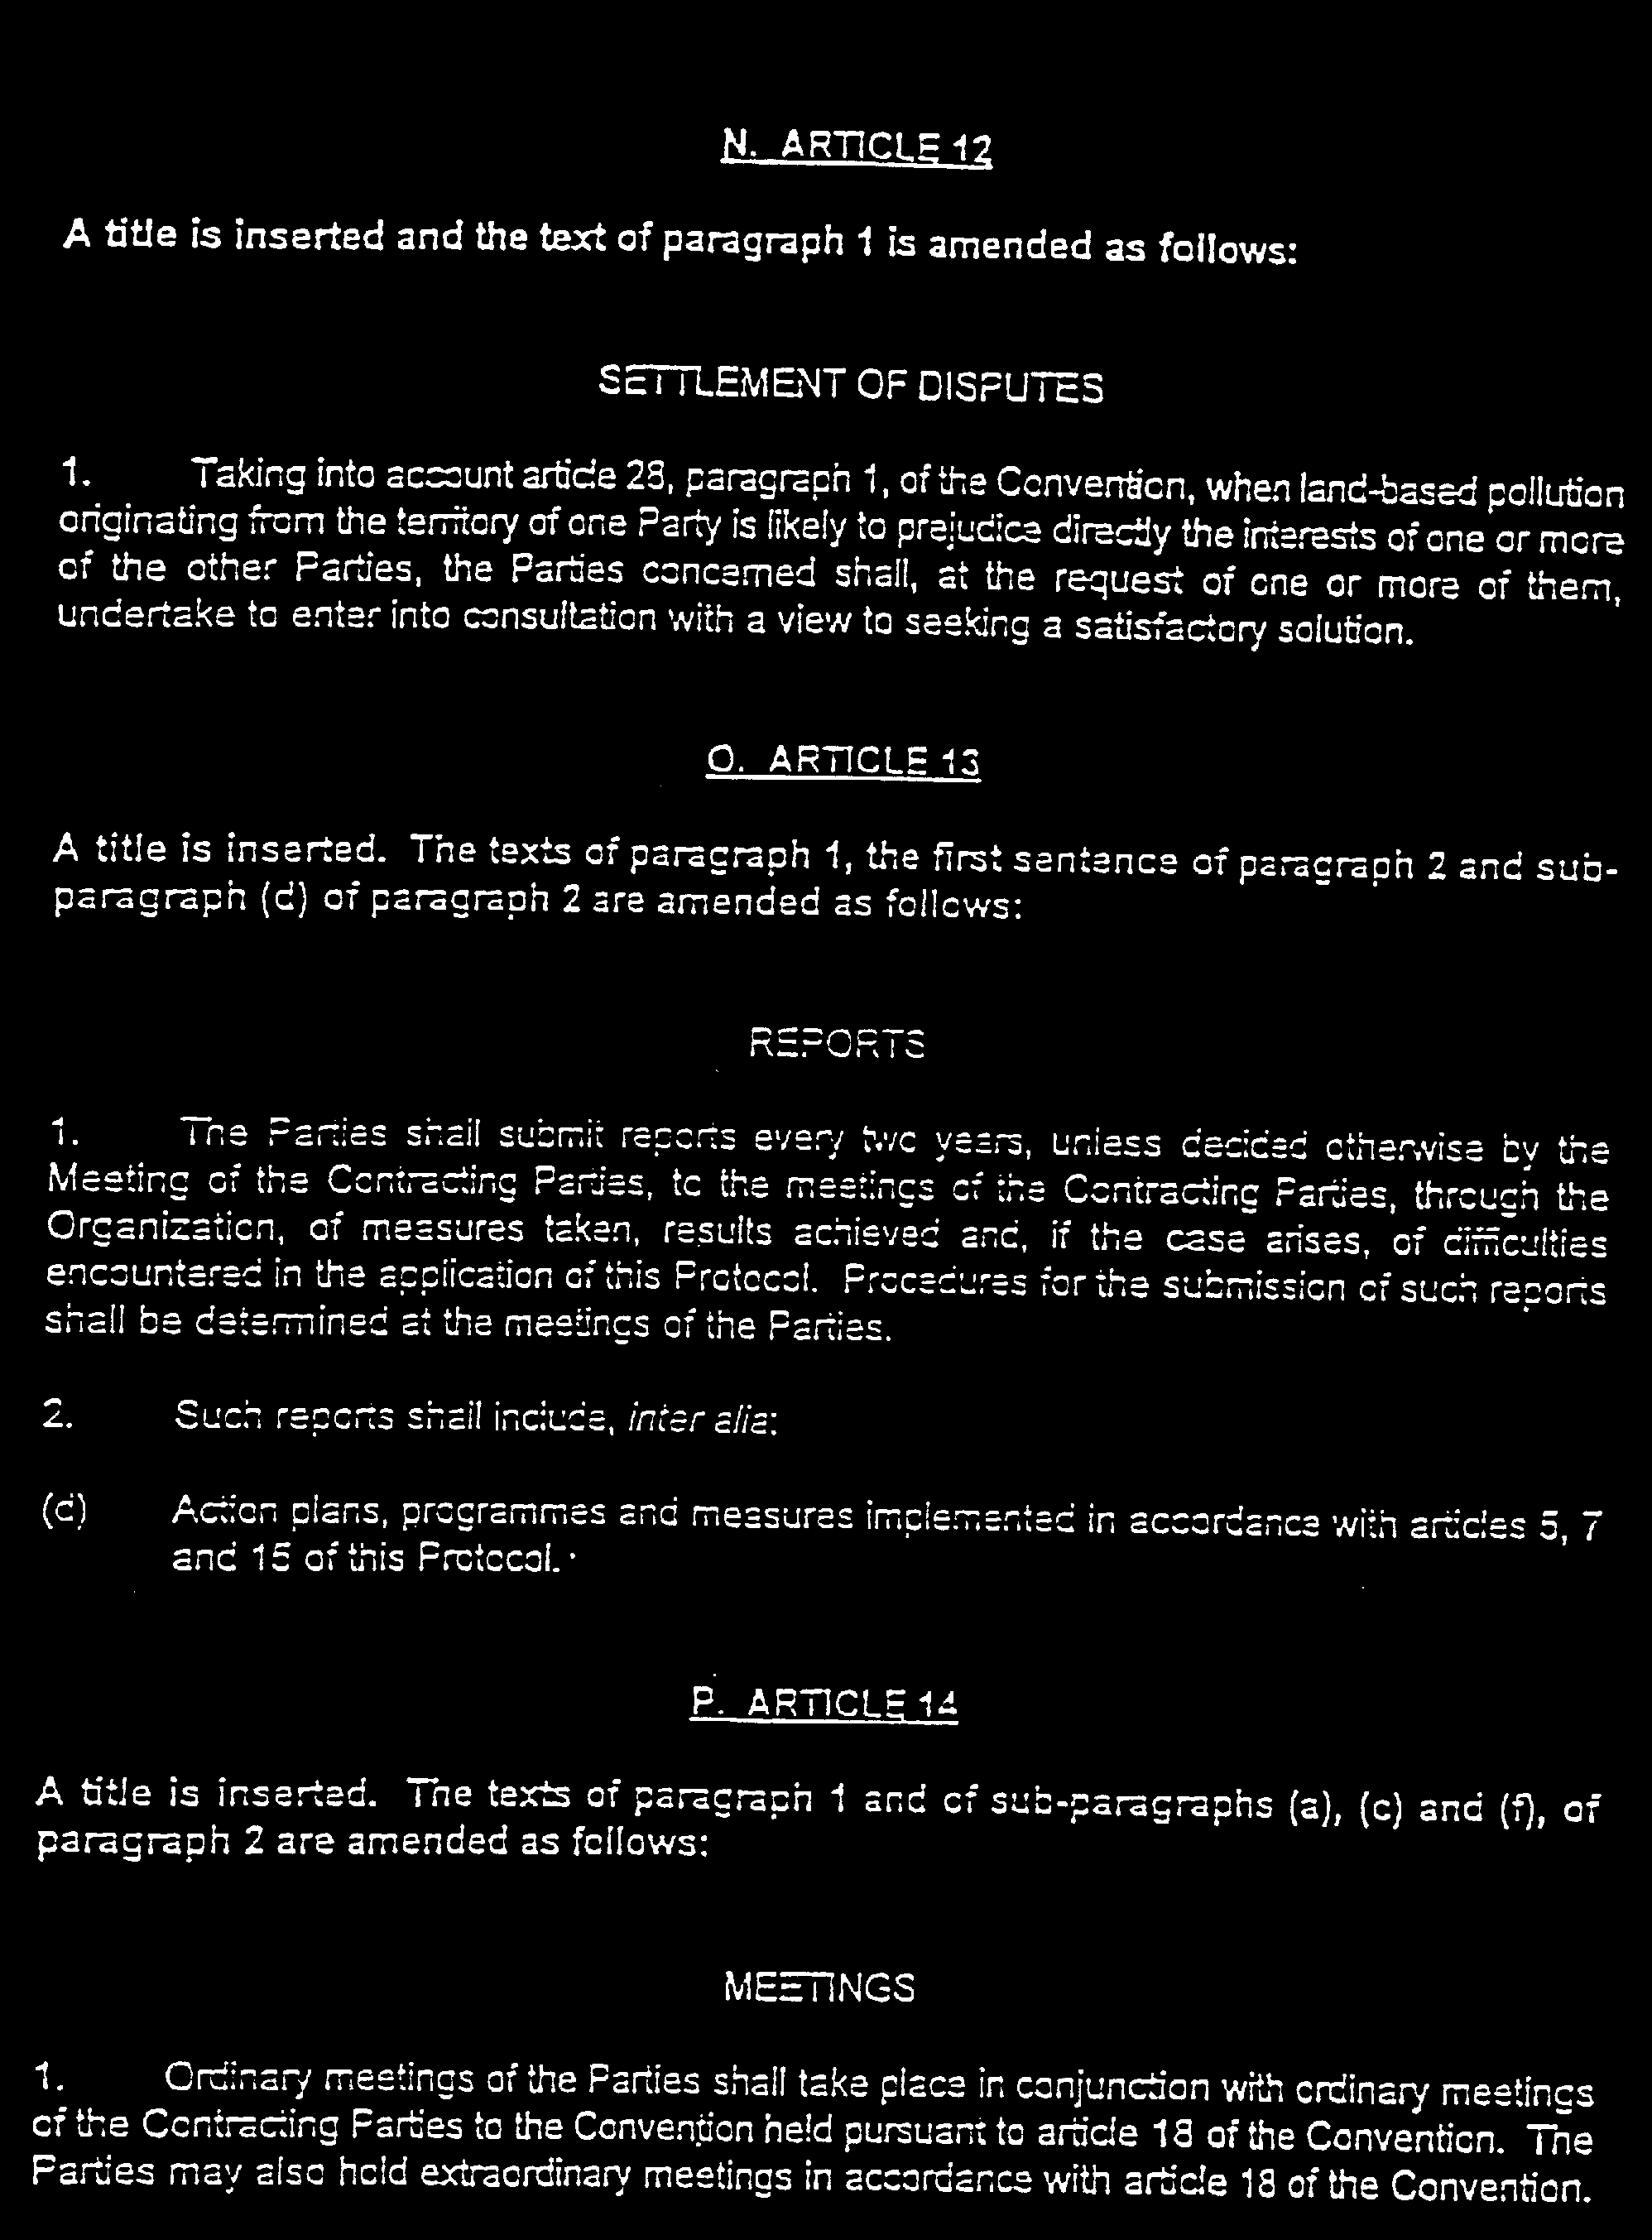 N. ARTICLE 12
A title is inserted and the text of paragraph 1 is amended as follows:
SETTLEMENT OF DISPUTES
1. Taking into account article 28, paragraph 1, of the Convention, when land-based pollution
originating from the territory of one Party is likely to prejudice directly the interests of one or more
of the other Parties, the Parties concerned shall, at the request of one or more of them,
undertake to enter into consultation with a view to seeking a satisfactory solution.
O. ARTICLE 13
A title is inserted. The texts of paragraph 1, the first sentence of paragraph 2 and sub-
paragraph (d) of paragraph 2 are amended as follows:
REPORTS
1. The Parties shall submit reports every two years, unless decided otherwise by the
Meeting of the Contracting Parties, to the meetings of the Contracting Parties, through the
Organization, of measures taken, results achieved and, if the case arises, of difficulties
encountered in the application of this Protocol. Procedures for the submission of such reports
shall be determined at the meetings of the Parties.
2. Such reports shall include, inter alia:
(d) Action plans, programmes and measures implemented in accordance with articles 5, 7
and 15 of this Protocol.
P. ARTICLE 14
A title is inserted. The texts of paragraph 1 and of sub-paragraphs (a), (c) and (f), of
paragraph 2 are amended as follows:
MEETINGS
1. Ordinary meetings of the Parties shall take place in conjunction with ordinary meetings
of the Contracting Parties to the Convention held pursuant to article 18 of the Convention. The
Parties may also hold extraordinary meetings in accordance with article 18 of the Convention.